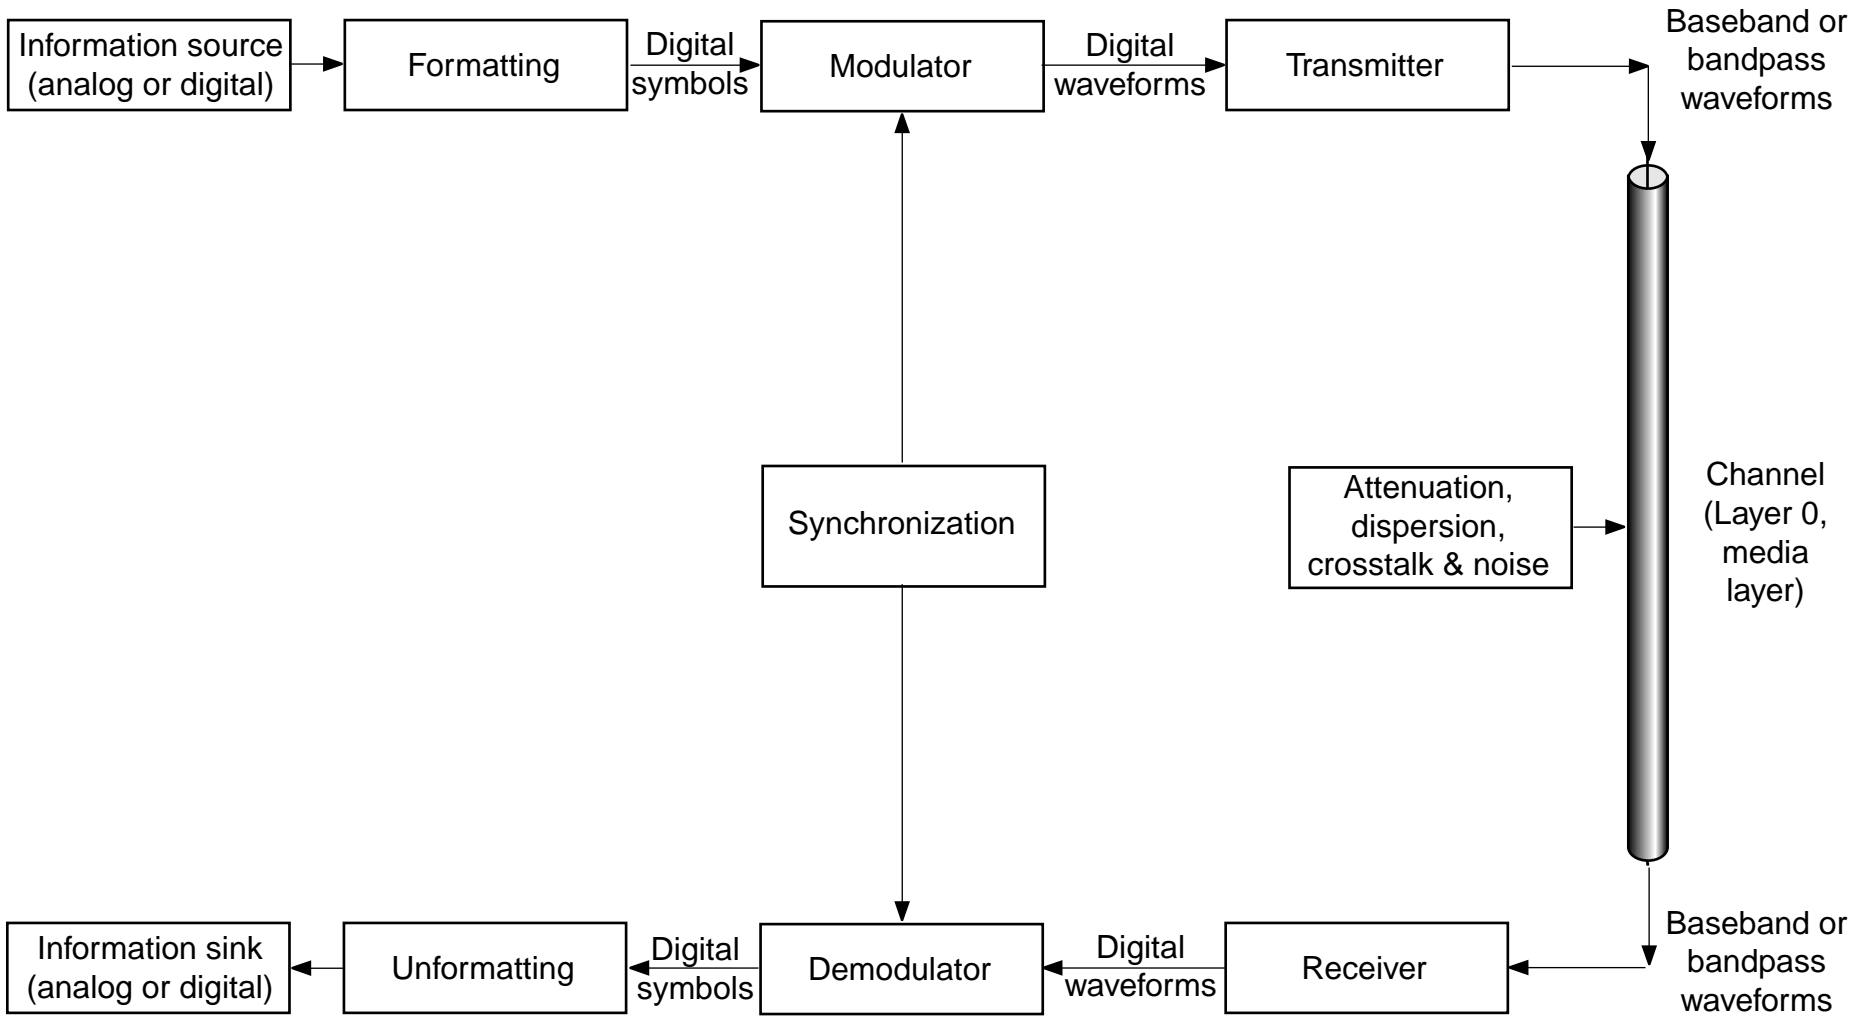 Information source
(analog or digital)
Formatting
Digital
symbols
Modulator
Digital
waveforms
Transmitter
Baseband or
bandpass
waveforms
Synchronization
Attenuation,
dispersion,
crosstalk & noise
Channel
(Layer 0,
media
layer)
Information sink
(analog or digital)
Unformatting
Digital
symbols
Demodulator
Digital
waveforms
Receiver
Baseband or
bandpass
waveforms